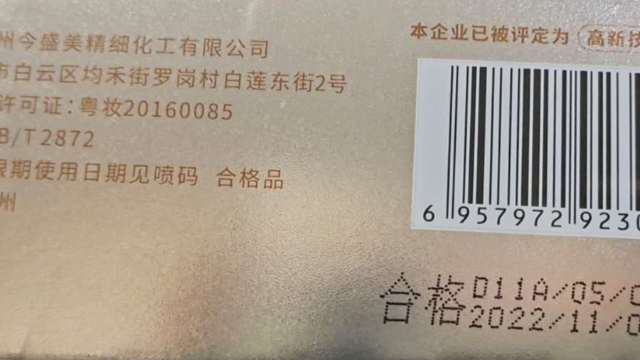 州今盛美精细化工有限公司
市白云区均禾街罗岗村白莲东街2号
许可证:粤妆20160085
B/T2872
限期使用日期见喷码 合格品
州
本企业已被评定为 高新技
6 957972 9230
合格
D11A/05/0
2022/11/0